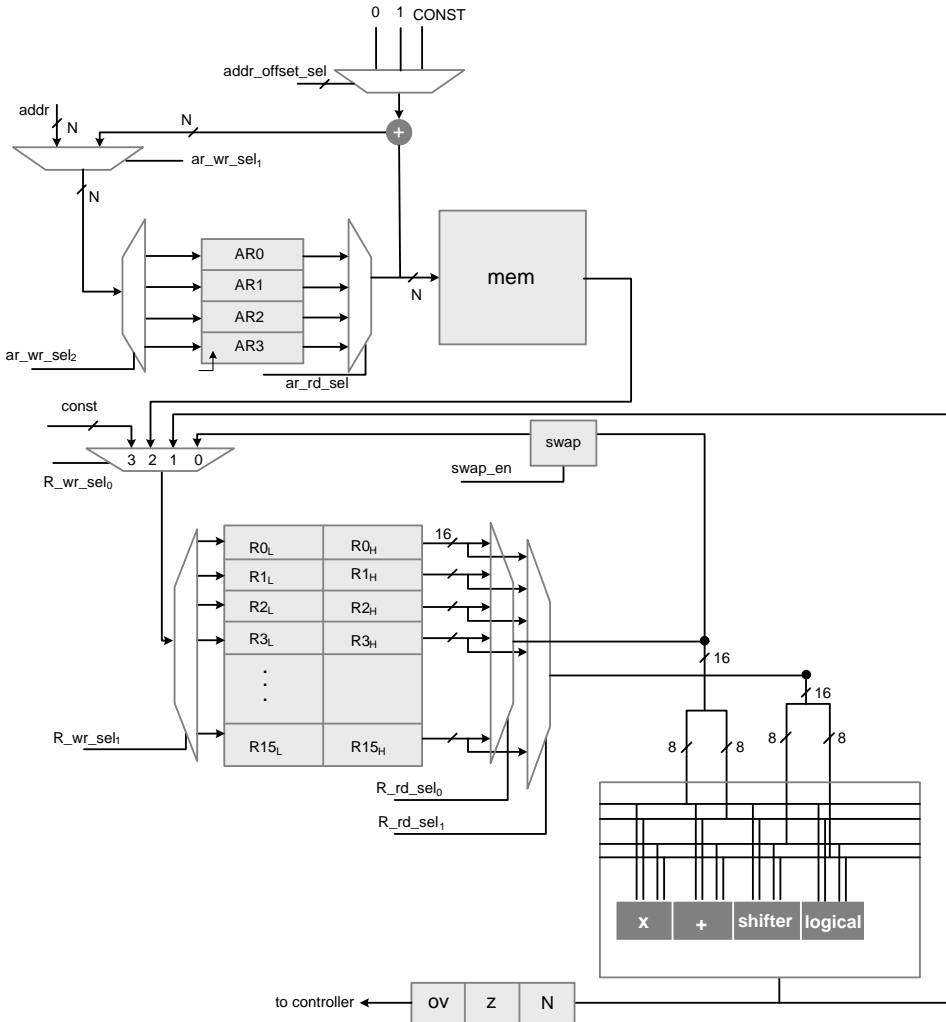 0 1 CONST
addr_offset_sel
addr
N
N
+
ar_wr_sel₁
N
AR0
AR1
AR2
AR3
mem
N
ar_wr_sel₂
ar_rd_sel
const
3 2 1 0
R_wr_sel₀
swap
swap_en
16
R0L R0H
R1L R1H
R2L R2H
R3L R3H
.
.
.
R15L R15H
R_wr_sel₁
16
16
8 8 8 8
R_rd_sel₀
R_rd_sel₁
x + shifter logical
to controller ov z N